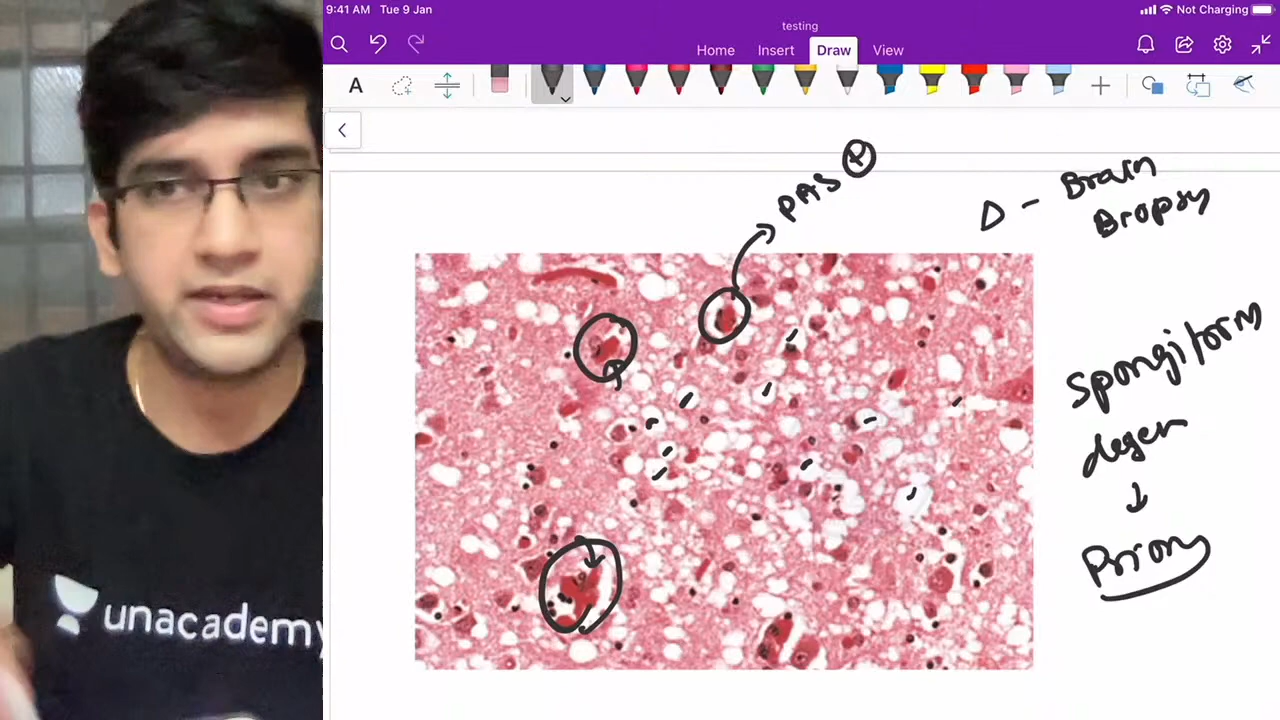 9:41 AM Tue 9 Jan
Not Charging
testing
Home Insert Draw View
A
PAS +
Δ - Brain
Biopsy
Spongiform
degen
↓
Prion
unacademy